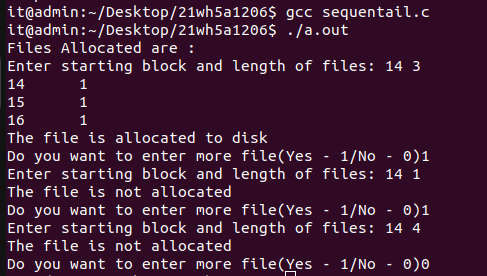 it@admin:~/Desktop/21wh5a1206$ gcc sequentail.c
it@admin:~/Desktop/21wh5a1206$ ./a.out
Files Allocated are :
Enter starting block and length of files: 14 3
14 1
15 1
16 1
The file is allocated to disk
Do you want to enter more file(Yes - 1/No - 0)1
Enter starting block and length of files: 14 1
The file is not allocated
Do you want to enter more file(Yes - 1/No - 0)1
Enter starting block and length of files: 14 4
The file is not allocated
Do you want to enter more file(Yes - 1/No - 0)0